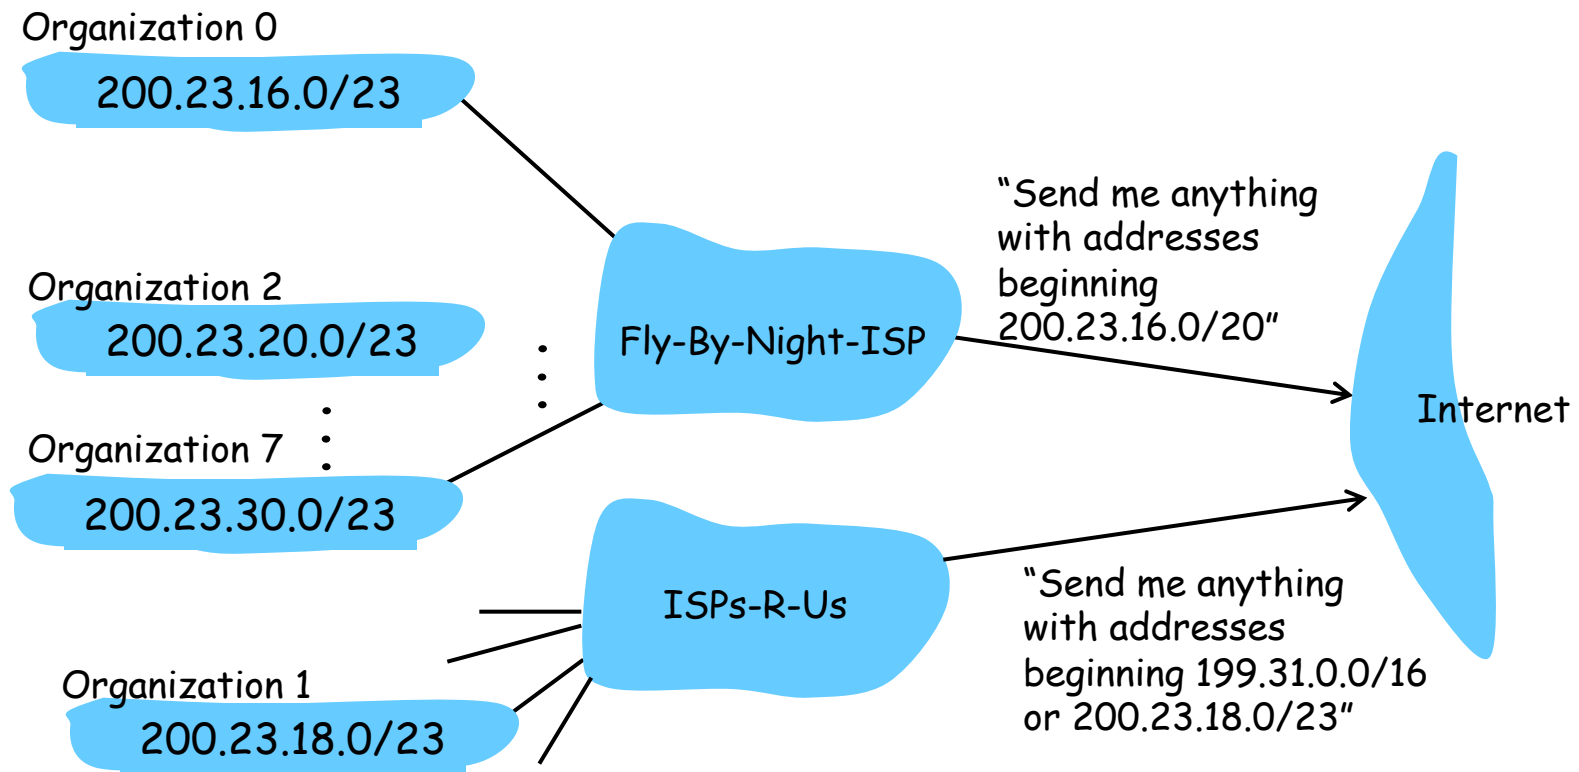 Organization 0
200.23.16.0/23
Organization 2
200.23.20.0/23
Organization 7
200.23.30.0/23
Fly-By-Night-ISP
“Send me anything
with addresses
beginning
200.23.16.0/20”
Internet
ISPs-R-Us
Organization 1
200.23.18.0/23
“Send me anything
with addresses
beginning 199.31.0.0/16
or 200.23.18.0/23”